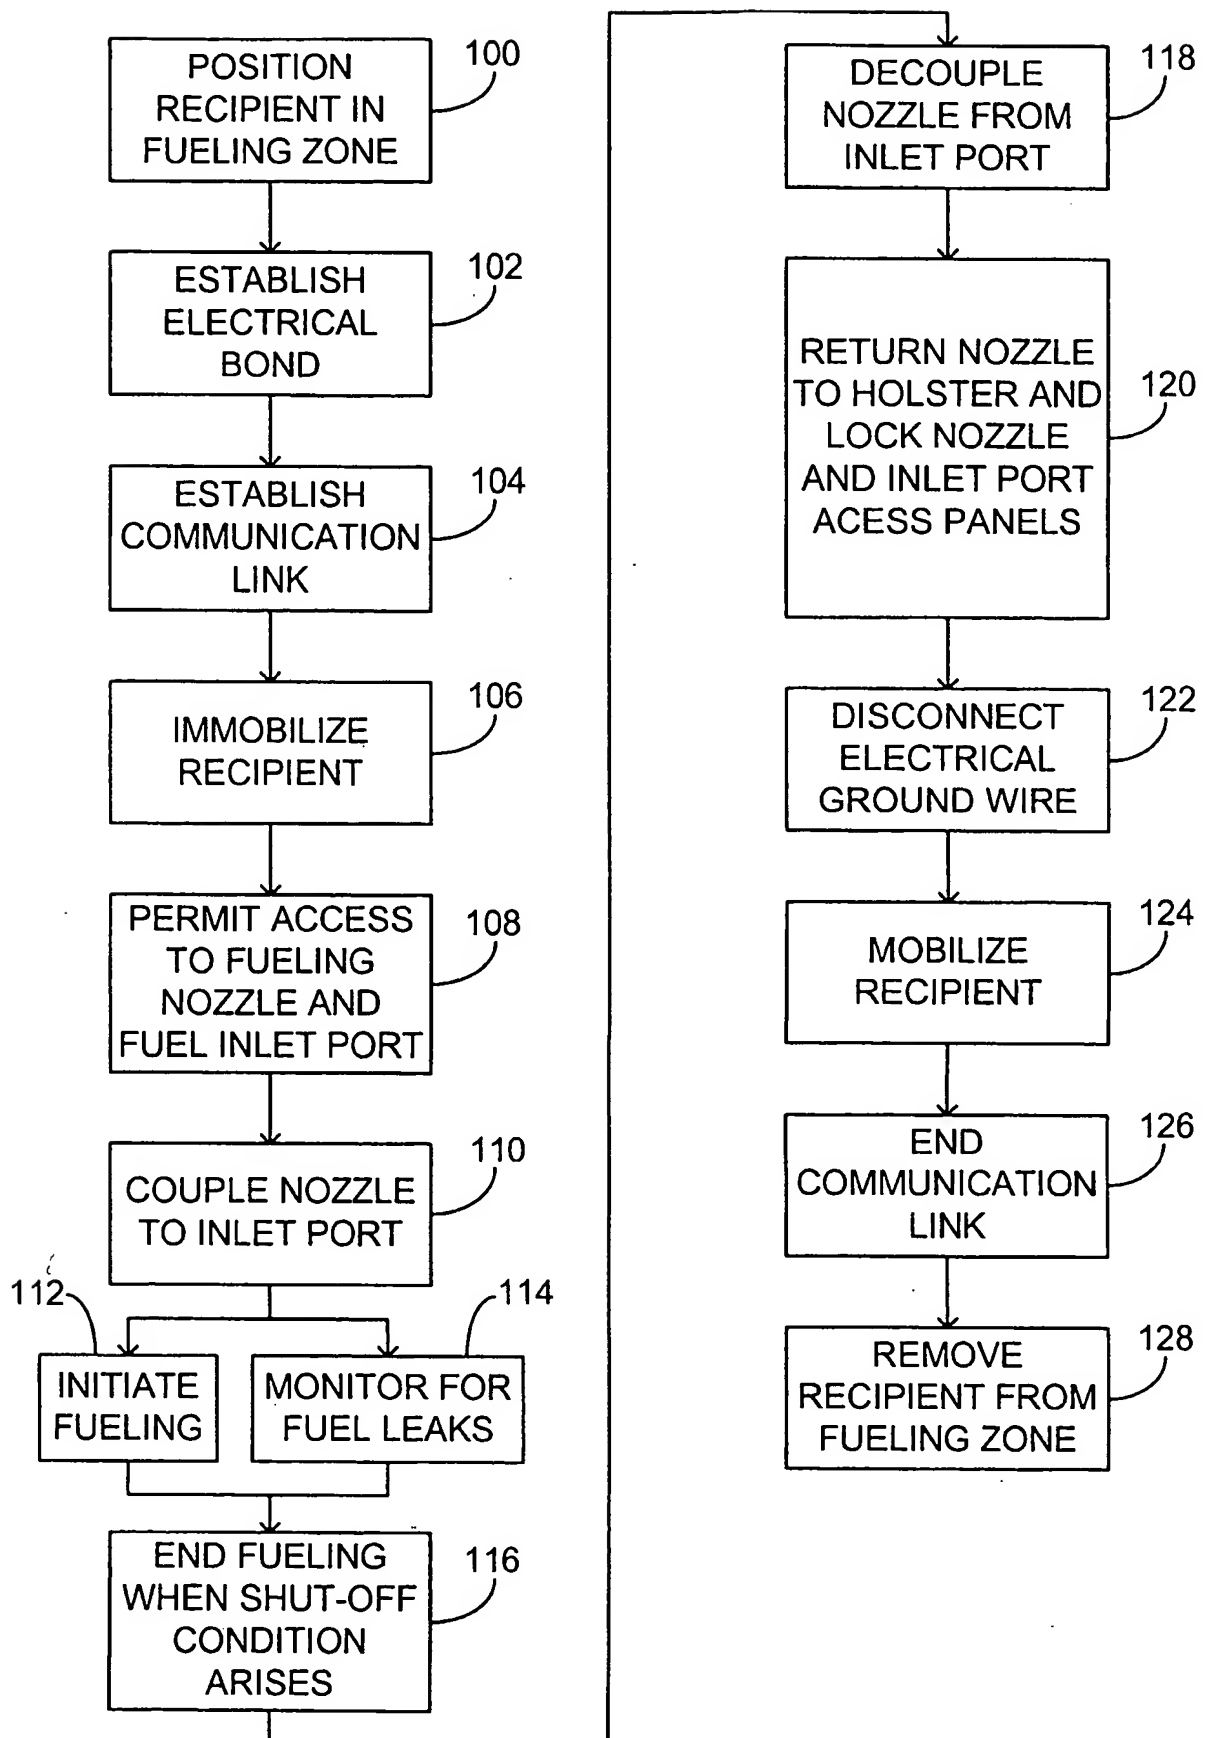 POSITION
RECIPIENT IN
FUELING ZONE
100
ESTABLISH
ELECTRICAL
BOND
102
ESTABLISH
COMMUNICATION
LINK
104
IMMOBILIZE
RECIPIENT
106
PERMIT ACCESS
TO FUELING
NOZZLE AND
FUEL INLET PORT
108
COUPLE NOZZLE
TO INLET PORT
110
112
INITIATE
FUELING
114
MONITOR FOR
FUEL LEAKS
END FUELING
WHEN SHUT-OFF
CONDITION
ARISES
116
DECOUPLE
NOZZLE FROM
INLET PORT
118
RETURN NOZZLE
TO HOLSTER AND
LOCK NOZZLE
AND INLET PORT
ACESS PANELS
120
DISCONNECT
ELECTRICAL
GROUND WIRE
122
MOBILIZE
RECIPIENT
124
END
COMMUNICATION
LINK
126
REMOVE
RECIPIENT FROM
FUELING ZONE
128